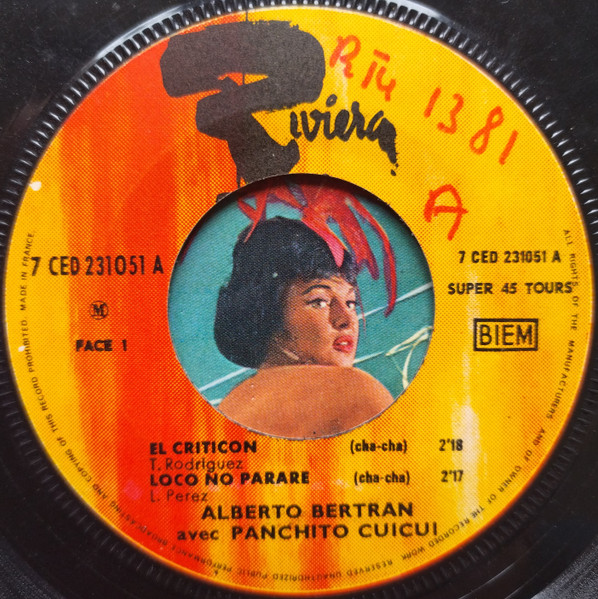 Riviera
RTy 1381
A
7 CED 231051 A
7 CED 231051 A
SUPER 45 TOURS
M
BIEM
FACE 1
EL CRITICON (cha-cha) 2'18
T. Rodriguez
LOCO NO PARARE (cha-cha) 2'17
L. Perez
ALBERTO BERTRAN
avec PANCHITO CUICUI
ALL RIGHTS OF THE MANUFACTURERS AND OF OWNER OF THE RECORDED WORK RESERVED UNAUTHORIZED PUBLIC PERFORMANCE BROADCASTING AND COPYING OF THIS RECORD PROHIBITED. MADE IN FRANCE.